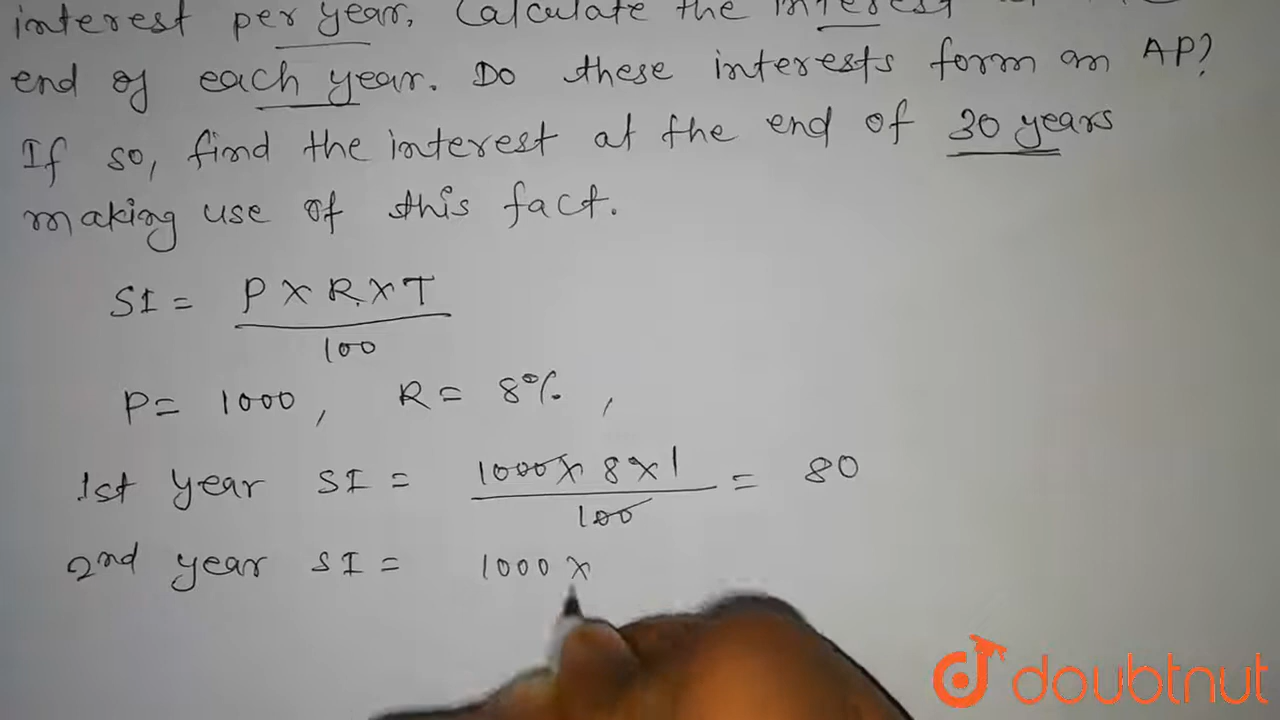 interest per year. Calculate the interest
end of each year. Do these interests form an AP?
If so, find the interest at the end of 30 years
making use of this fact.
SI = P X R X T
100
P = 1000, R = 8%,
1st year SI = 1000 X 8 X 1 = 80
100
2nd year SI = 1000 X
doubtnut